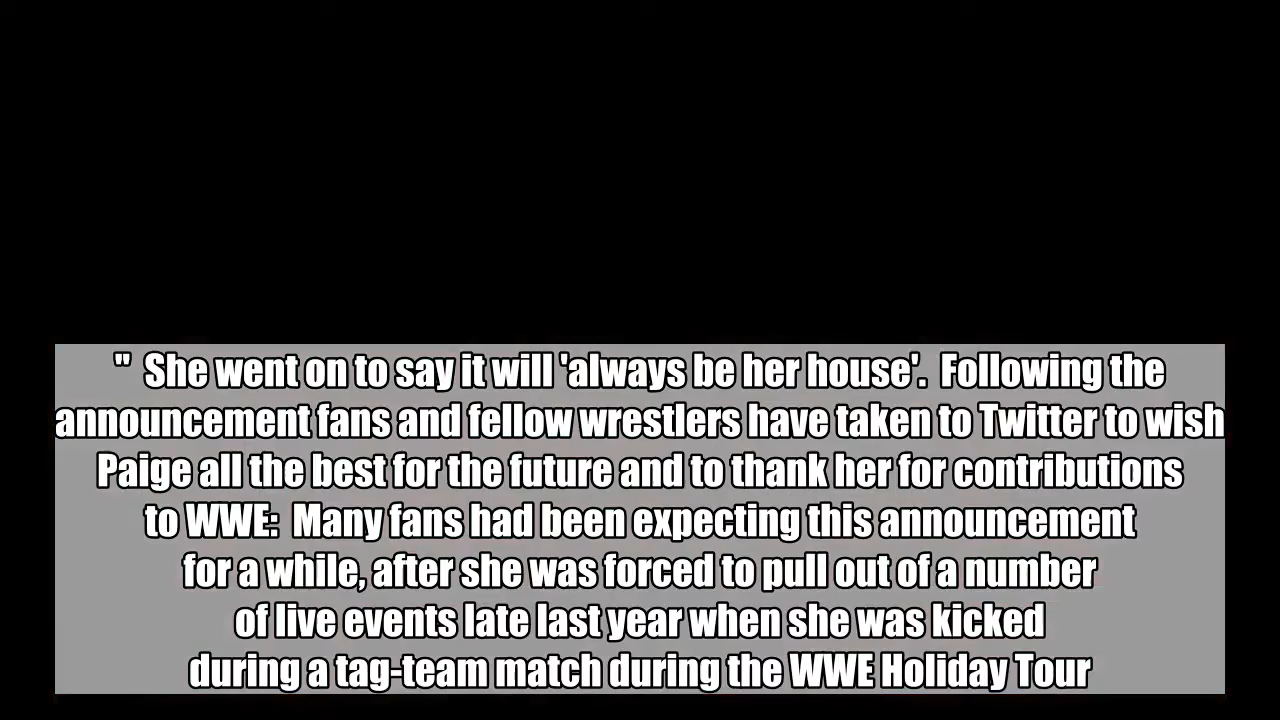 " She went on to say it will 'always be her house'. Following the
announcement fans and fellow wrestlers have taken to Twitter to wish
Paige all the best for the future and to thank her for contributions
to WWE: Many fans had been expecting this announcement
for a while, after she was forced to pull out of a number
of live events late last year when she was kicked
during a tag-team match during the WWE Holiday Tour